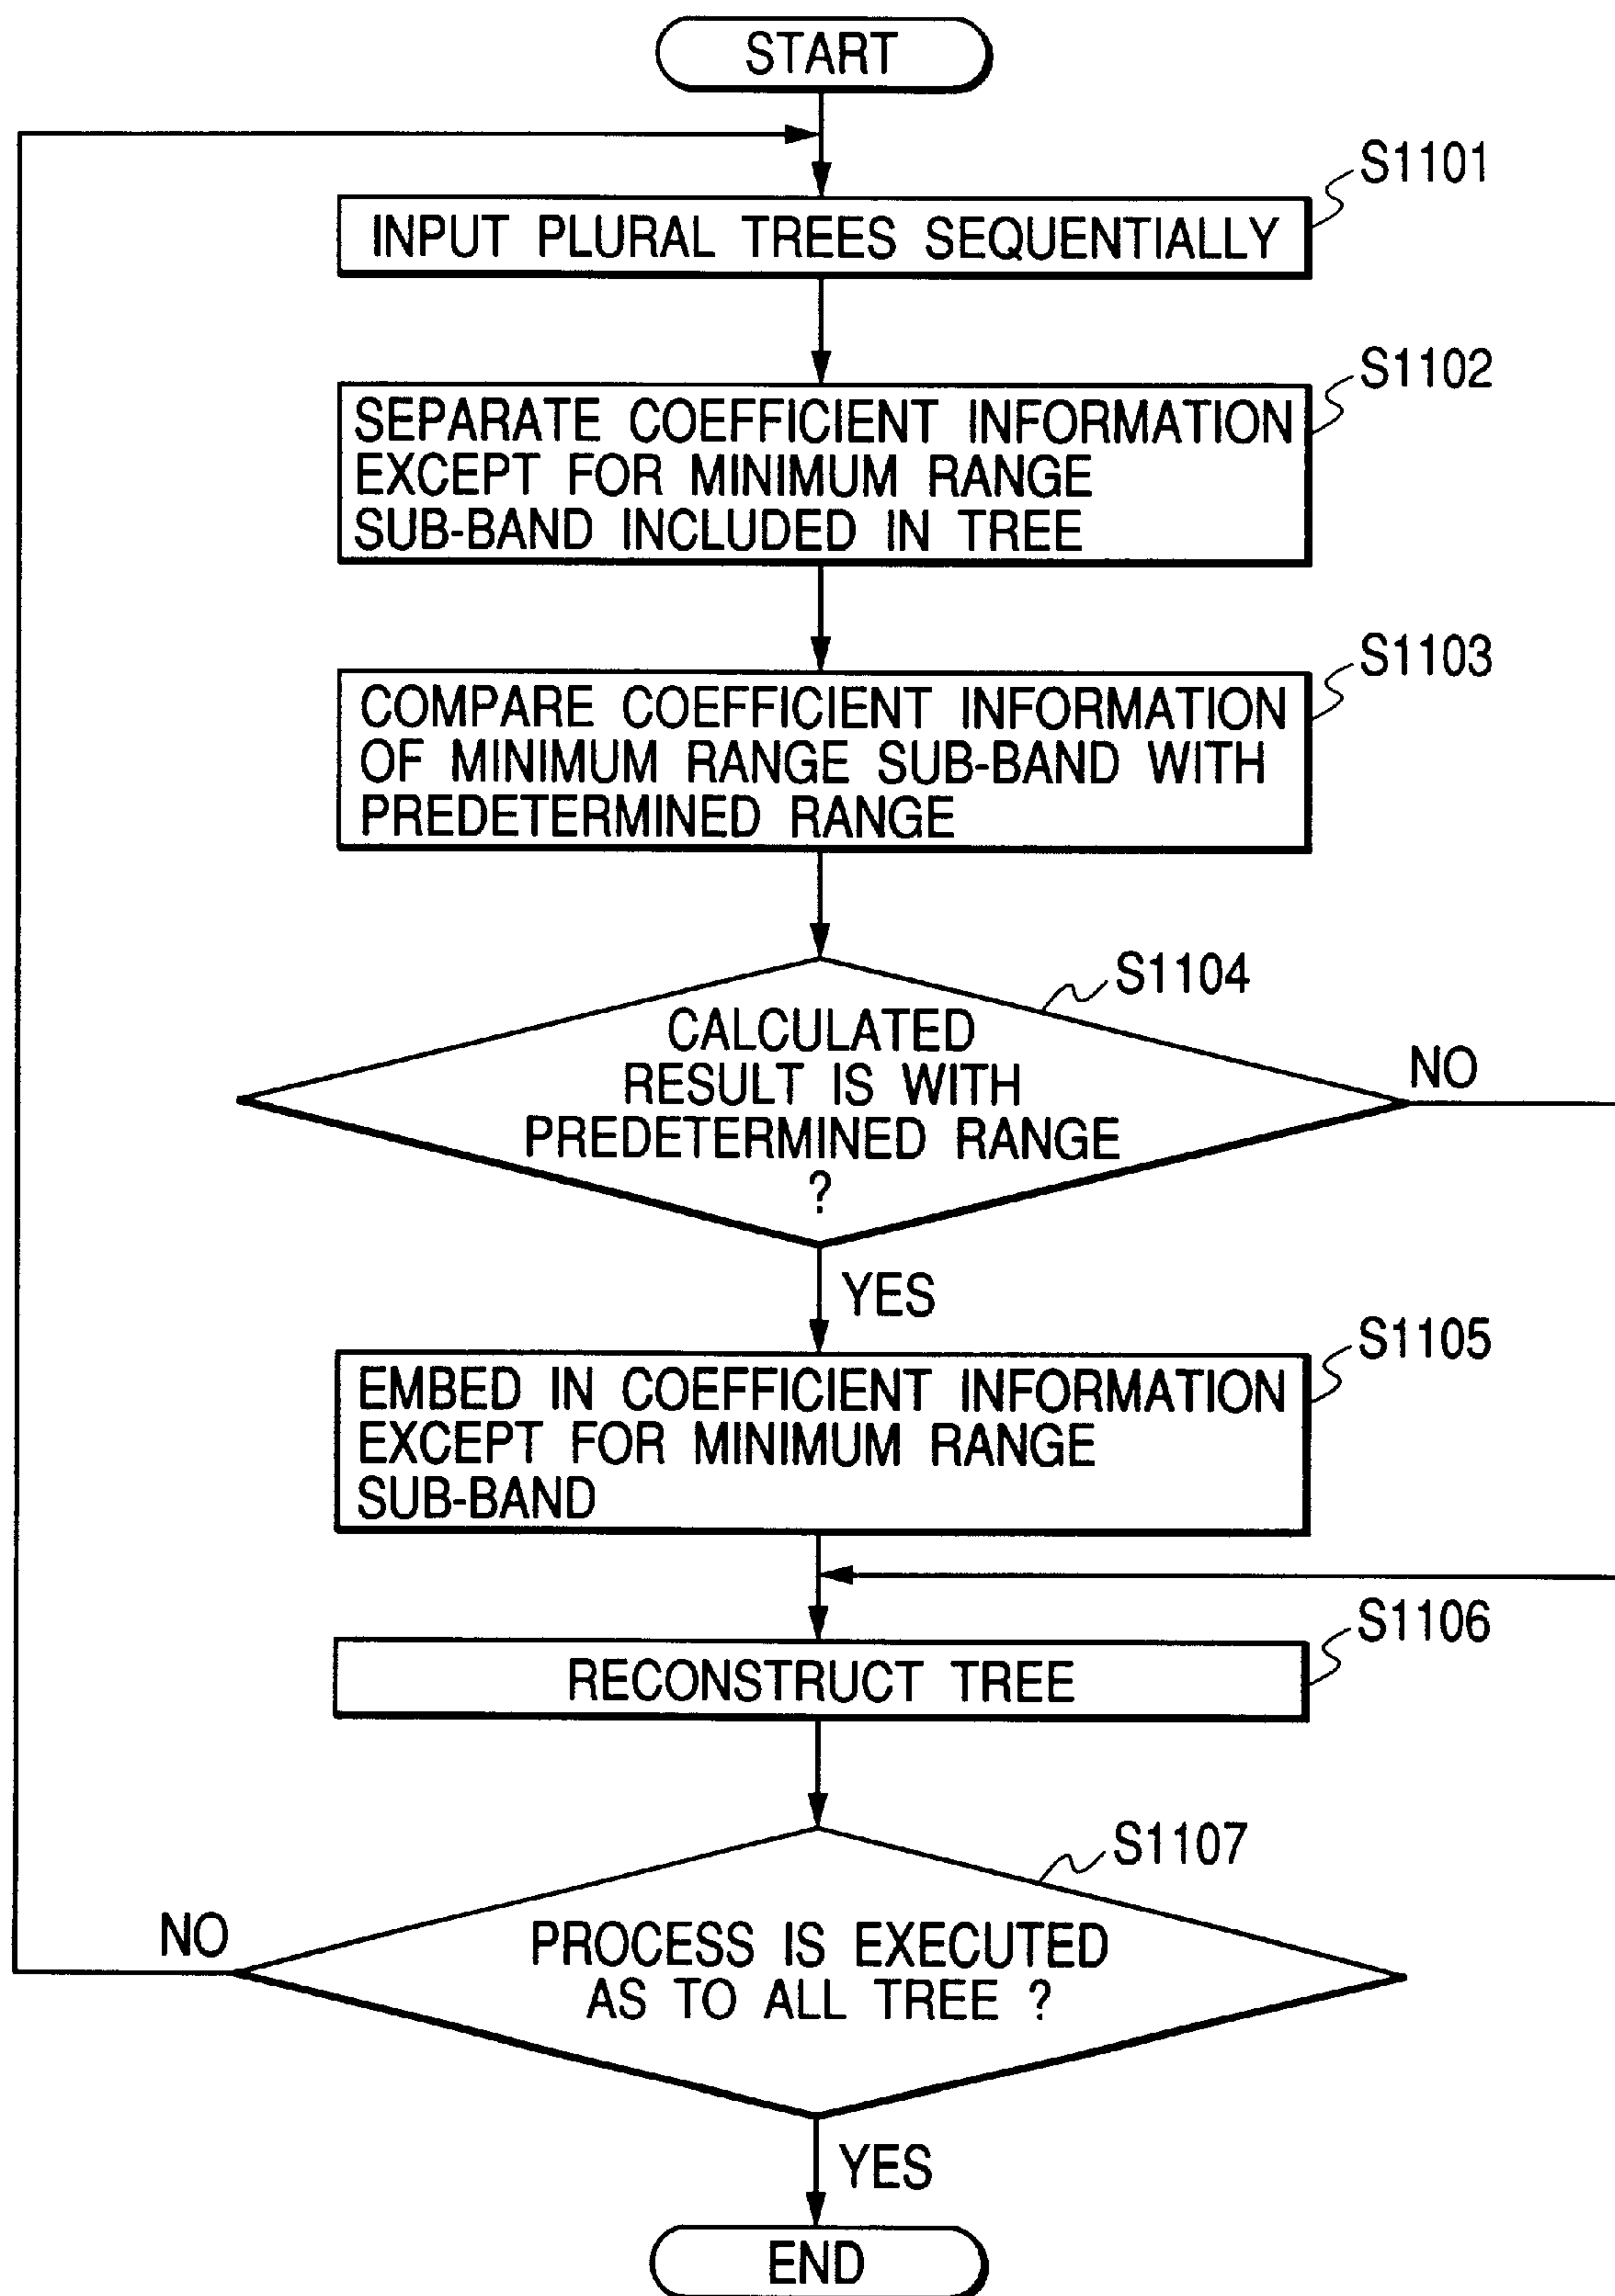 START
S1101
INPUT PLURAL TREES SEQUENTIALLY
S1102
SEPARATE COEFFICIENT INFORMATION
EXCEPT FOR MINIMUM RANGE
SUB-BAND INCLUDED IN TREE
S1103
COMPARE COEFFICIENT INFORMATION
OF MINIMUM RANGE SUB-BAND WITH
PREDETERMINED RANGE
S1104
CALCULATED
RESULT IS WITH
PREDETERMINED RANGE
?
NO
YES
S1105
EMBED IN COEFFICIENT INFORMATION
EXCEPT FOR MINIMUM RANGE
SUB-BAND
S1106
RECONSTRUCT TREE
S1107
NO
PROCESS IS EXECUTED
AS TO ALL TREE ?
YES
END